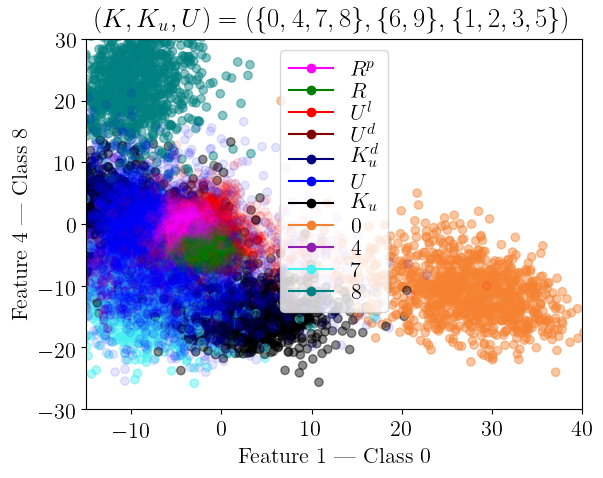 (K, K_u, U) = ({0, 4, 7, 8}, {6, 9}, {1, 2, 3, 5})
30
20
10
0
−10
−20
−30
Feature 4 — Class 8
R^p
R
U^l
U^d
K_u^d
U
K_u
0
4
7
8
−10
0
10
20
30
40
Feature 1 — Class 0